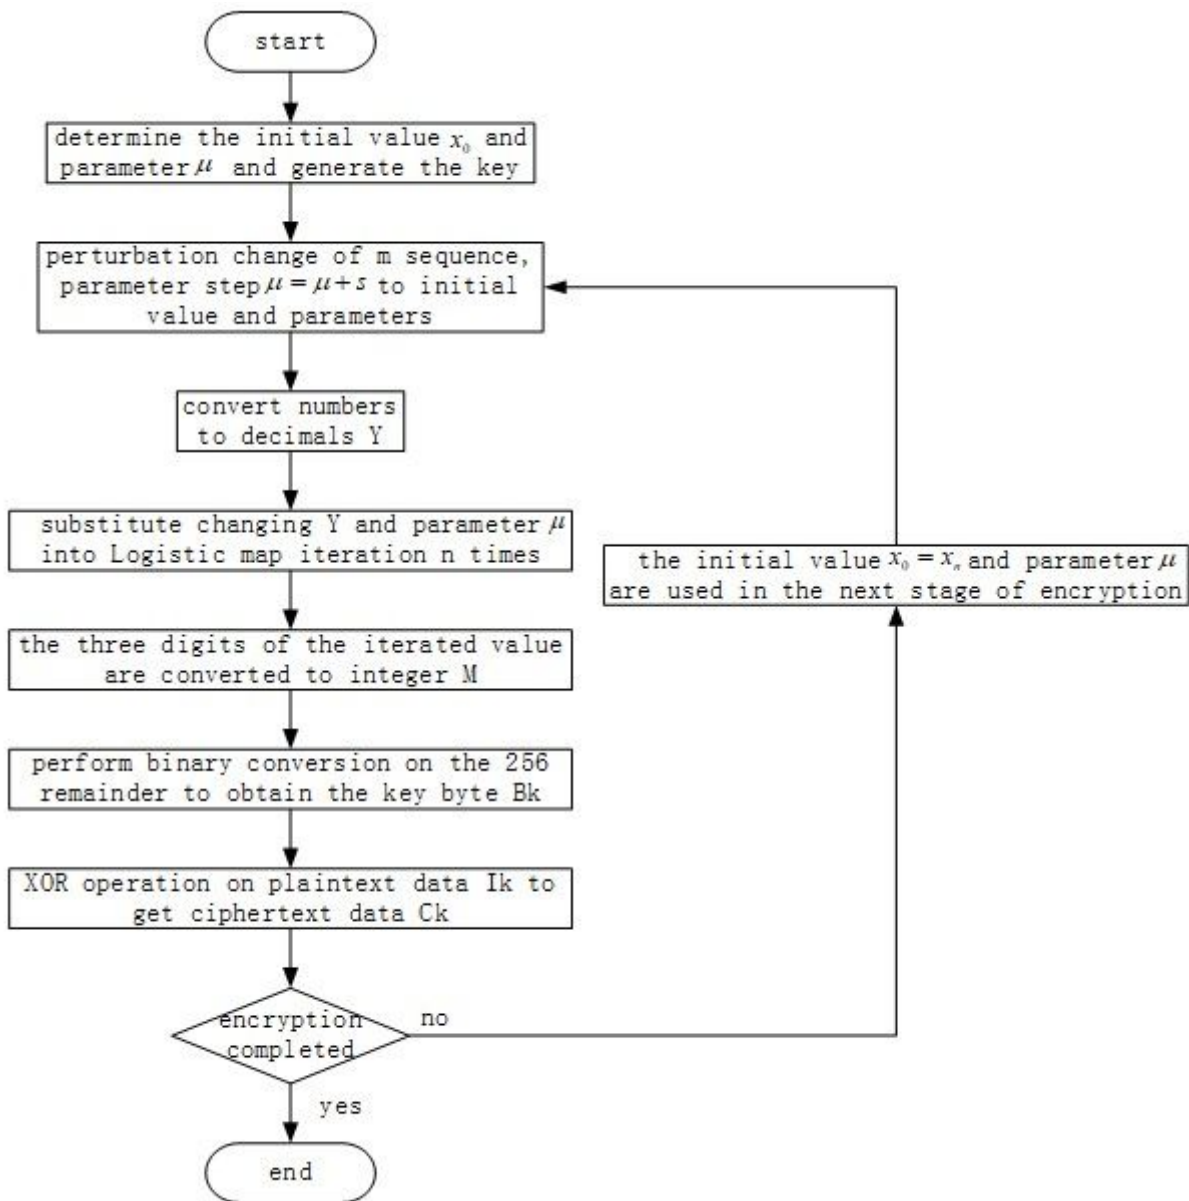 start
determine the initial value x₀ and
parameter μ and generate the key
perturbation change of m sequence,
parameter step μ = μ + s to initial
value and parameters
convert numbers
to decimals Y
substitute changing Y and parameter μ
into Logistic map iteration n times
the initial value x₀ = xₙ and parameter μ
are used in the next stage of encryption
the three digits of the iterated value
are converted to integer M
perform binary conversion on the 256
remainder to obtain the key byte Bk
XOR operation on plaintext data Ik to
get ciphertext data Ck
encryption
completed
no
yes
end